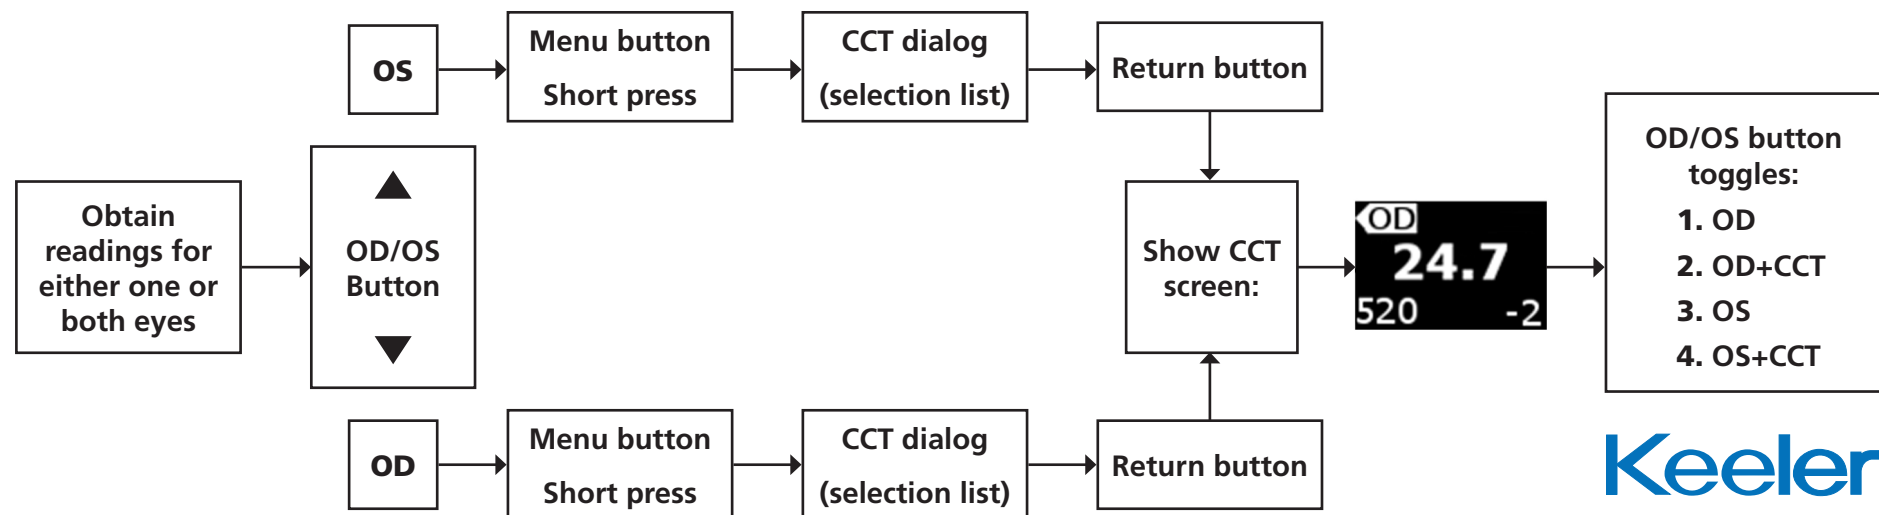 OS
Menu button
Short press
CCT dialog
(selection list)
Return button
Obtain
readings for
either one or
both eyes
OD/OS
Button
Show CCT
screen:
OD
24.7
520 -2
OD/OS button
toggles:
1. OD
2. OD+CCT
3. OS
4. OS+CCT
OD
Menu button
Short press
CCT dialog
(selection list)
Return button
Keeler